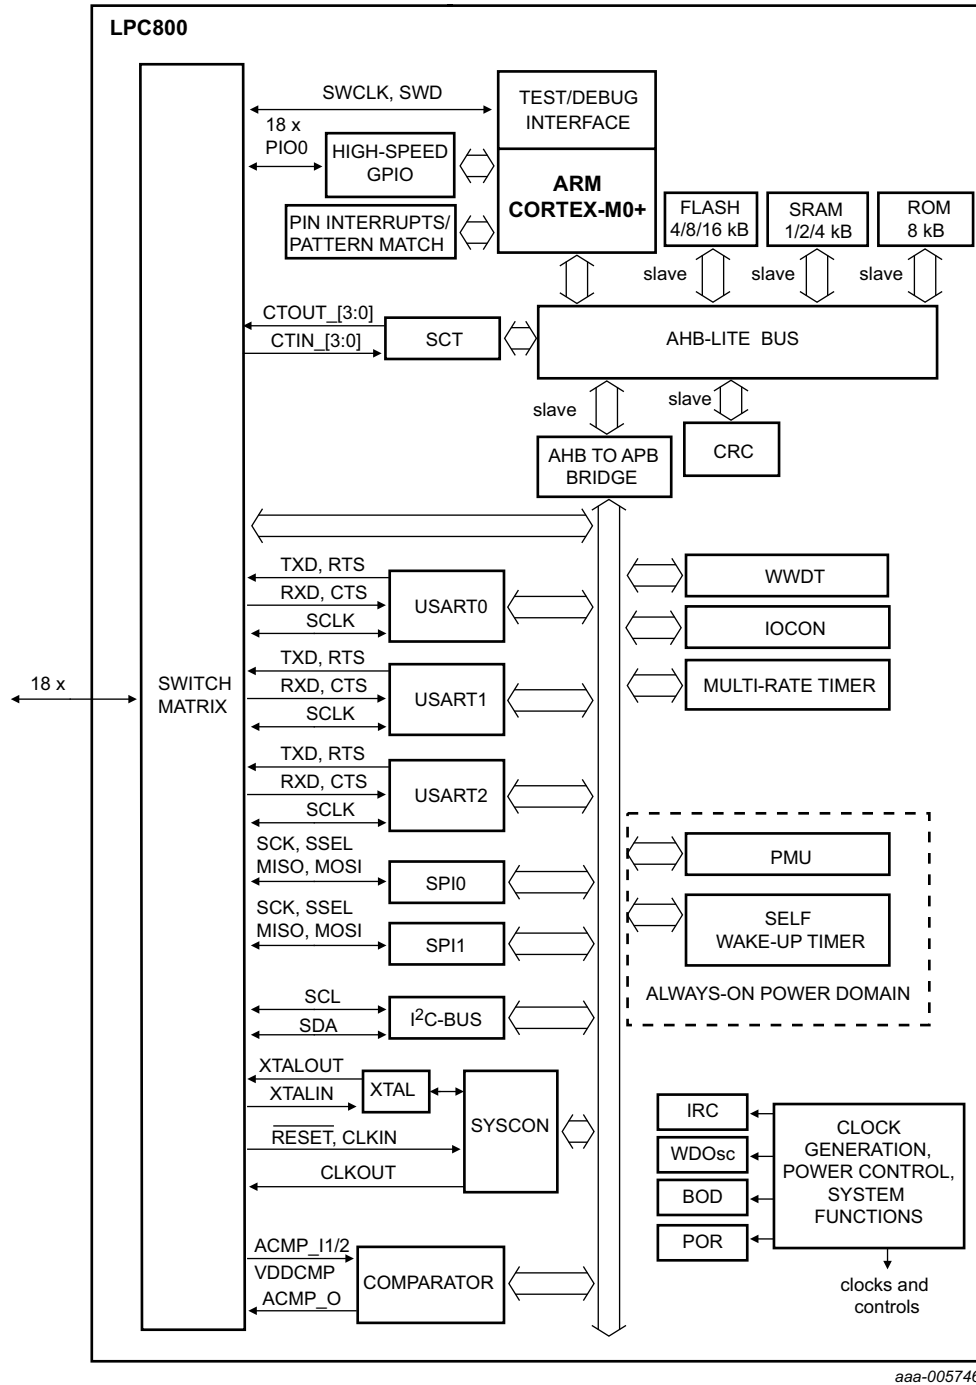 LPC800
SWCLK, SWD
TEST/DEBUG
INTERFACE
18 x
PIO0
HIGH-SPEED
GPIO
ARM
CORTEX-M0+
PIN INTERRUPTS/
PATTERN MATCH
FLASH
4/8/16 kB
SRAM
1/2/4 kB
ROM
8 kB
slave
slave
slave
CTOUT_[3:0]
CTIN_[3:0]
SCT
AHB-LITE BUS
slave
slave
AHB TO APB
BRIDGE
CRC
TXD, RTS
RXD, CTS
SCLK
USART0
WWDT
IOCON
18 x
SWITCH
MATRIX
TXD, RTS
RXD, CTS
SCLK
USART1
MULTI-RATE TIMER
TXD, RTS
RXD, CTS
SCLK
USART2
SCK, SSEL
MISO, MOSI
SPI0
PMU
SCK, SSEL
MISO, MOSI
SPI1
SELF
WAKE-UP TIMER
ALWAYS-ON POWER DOMAIN
SCL
SDA
I2C-BUS
XTALOUT
XTALIN
XTAL
RESET, CLKIN
CLKOUT
SYSCON
IRC
WDOsc
BOD
POR
CLOCK
GENERATION,
POWER CONTROL,
SYSTEM
FUNCTIONS
clocks and
controls
ACMP_I1/2
VDDCMP
ACMP_O
COMPARATOR
aaa-005746